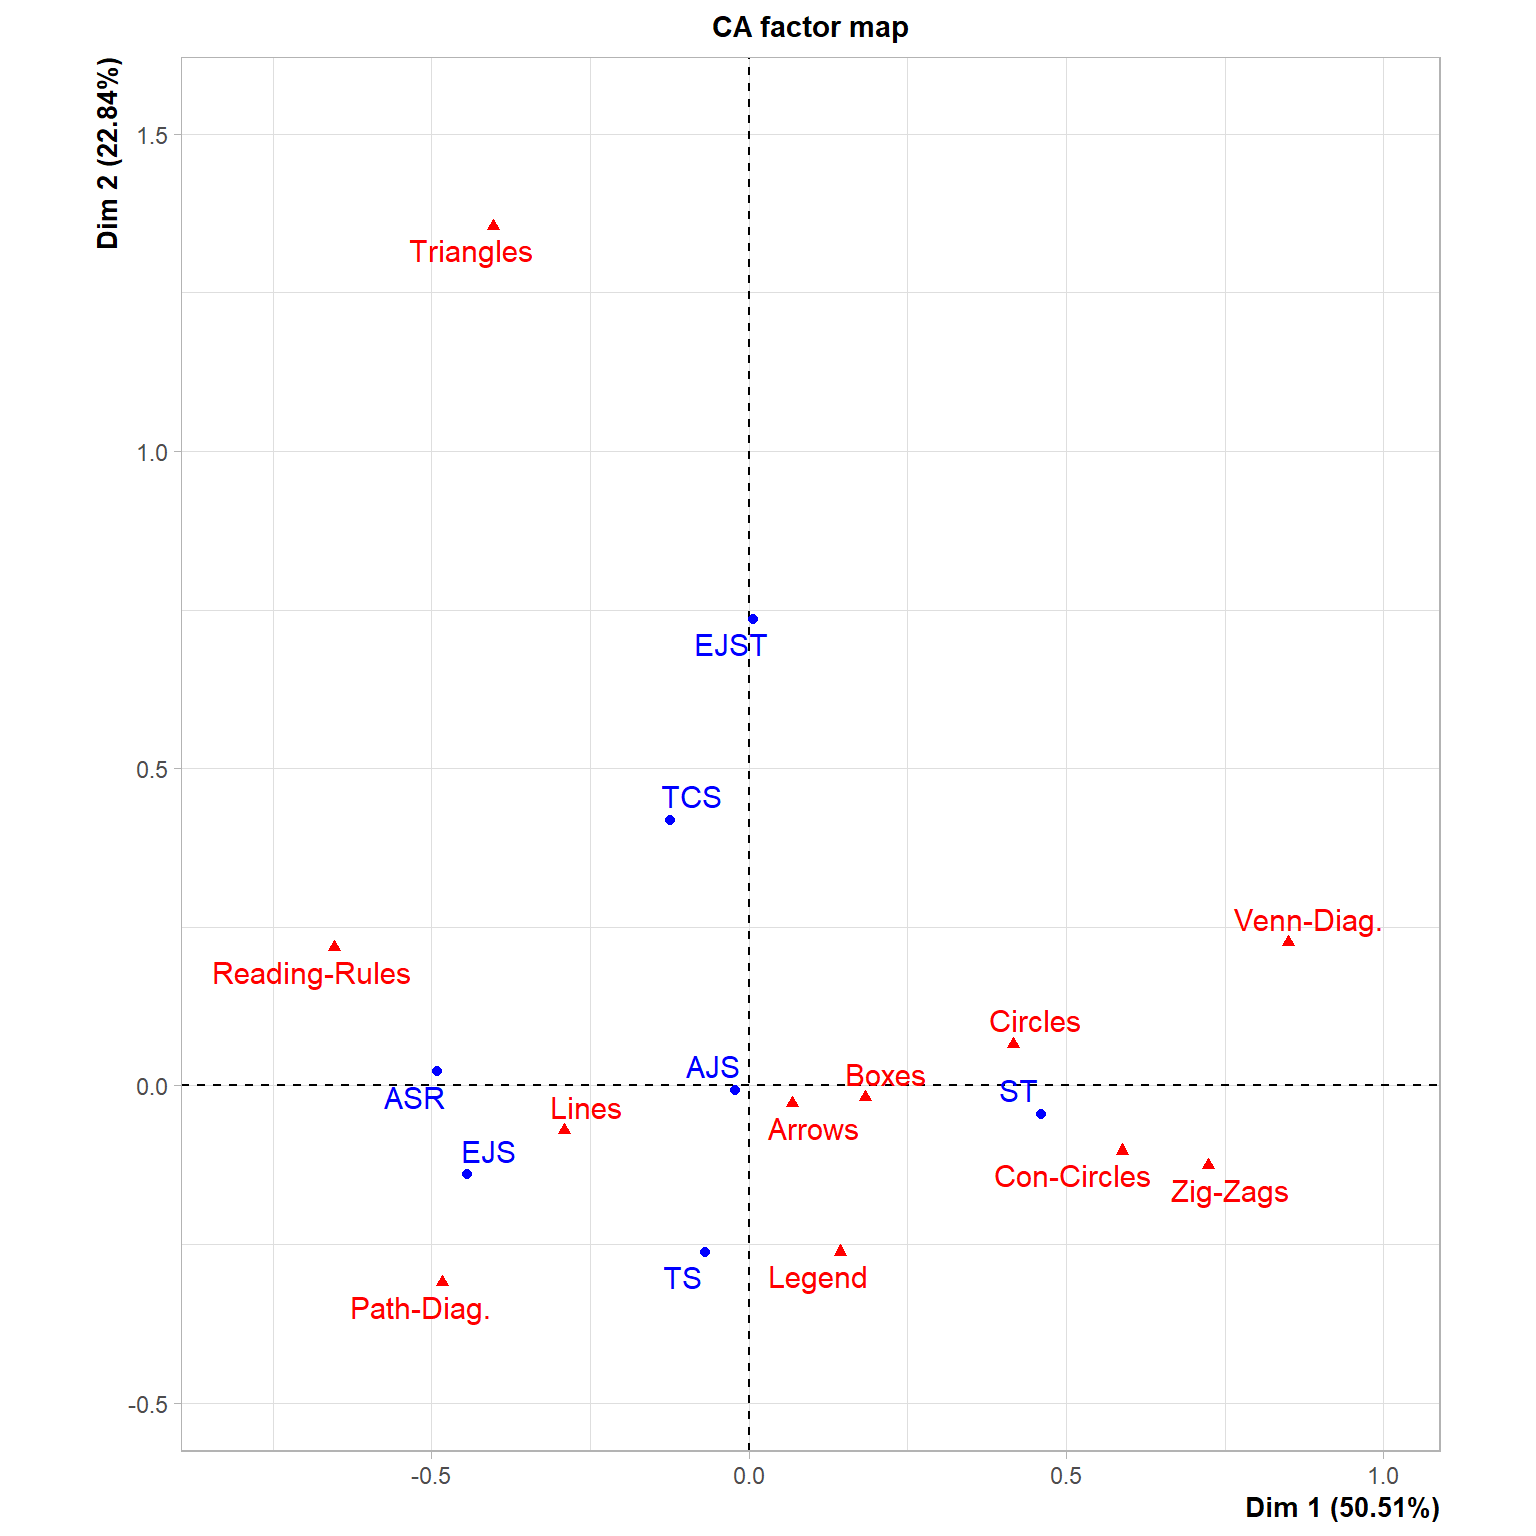 CA factor map
Dim 2 (22.84%)
1.5
1.0
0.5
0.0
-0.5
Triangles
EJST
TCS
Venn-Diag.
Reading-Rules
Circles
AJS
Boxes
ST
ASR
Lines
Arrows
EJS
Con-Circles
Zig-Zags
TS
Legend
Path-Diag.
-0.5
0.0
0.5
1.0
Dim 1 (50.51%)